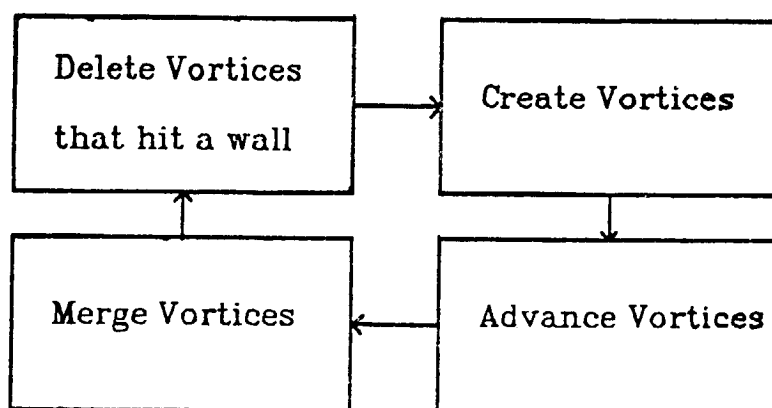 Delete Vortices
that hit a wall
Create Vortices
Merge Vortices
Advance Vortices